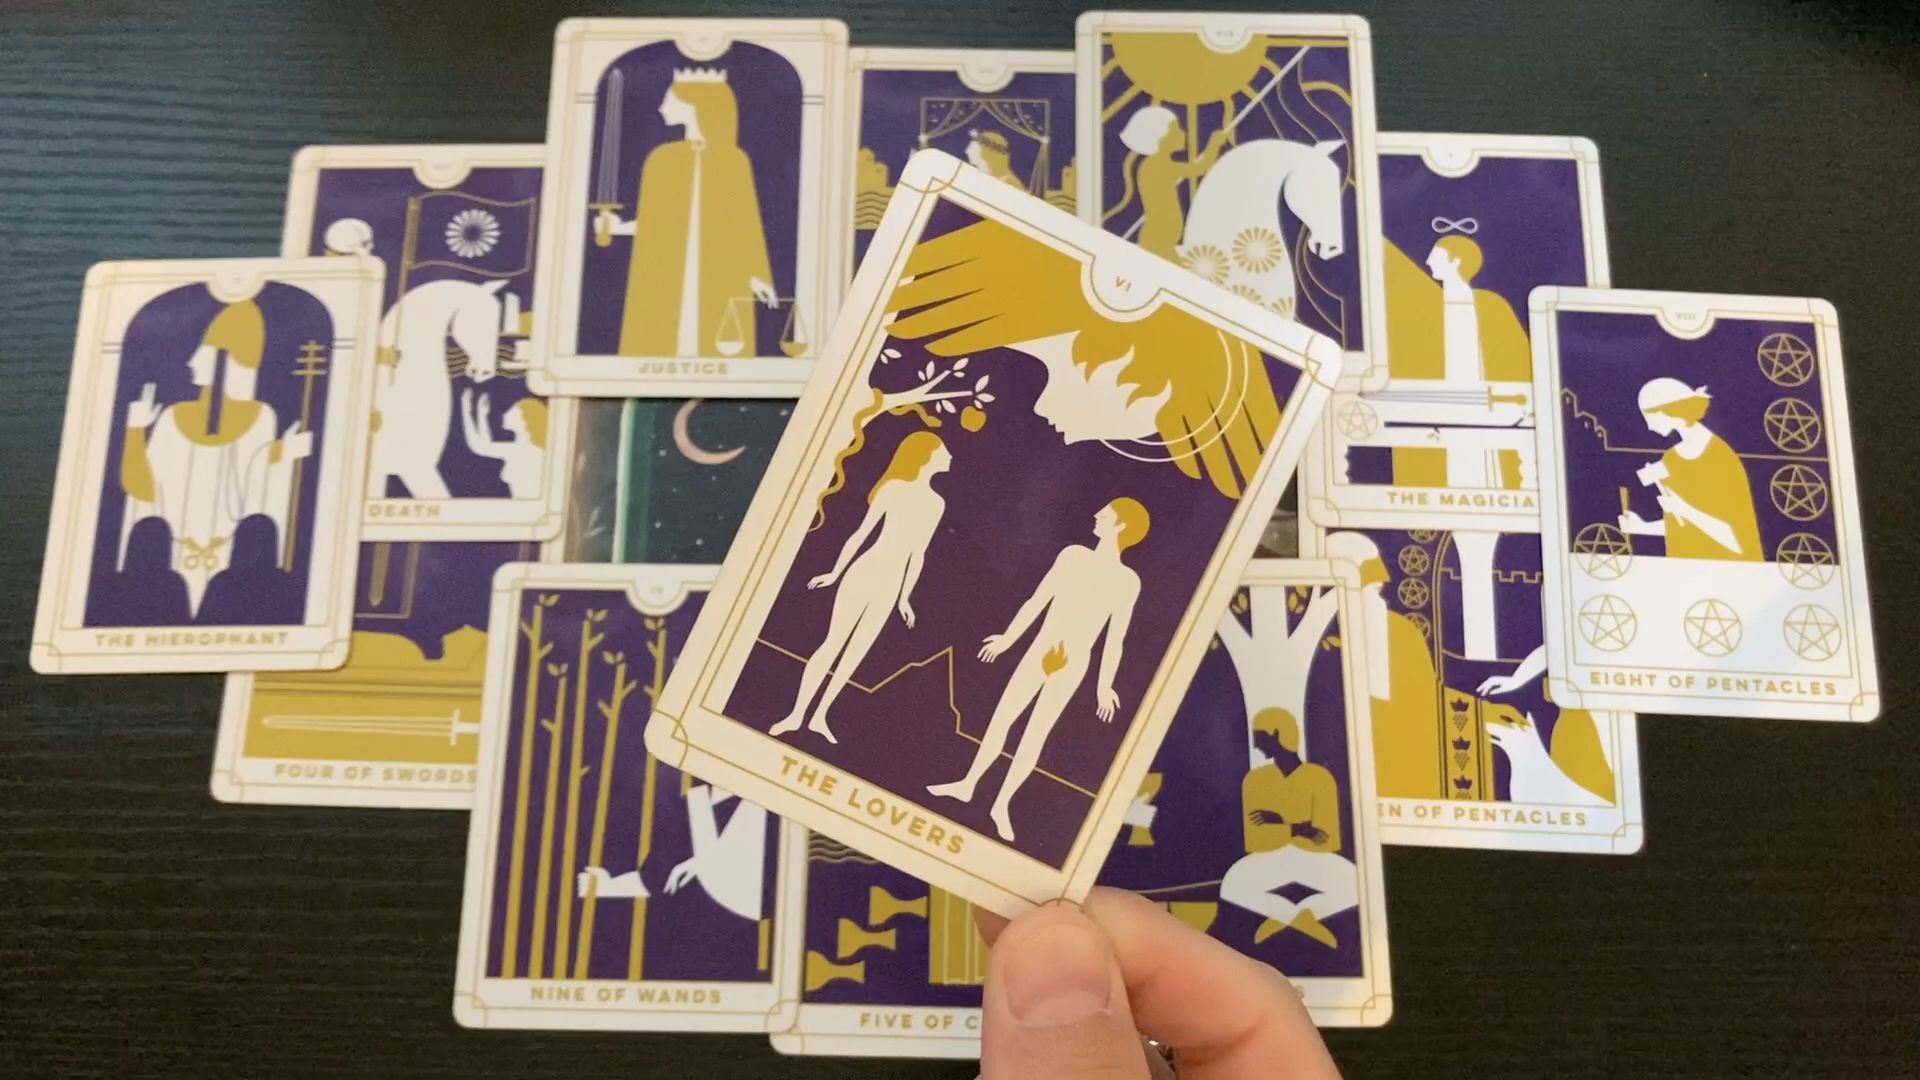 JUSTICE
VI
VIII
THE HIEROPHANT
DEATH
THE MAGICIA
EIGHT OF PENTACLES
FOUR OF SWORDS
THE LOVERS
EN OF PENTACLES
NINE OF WANDS
FIVE OF C
S